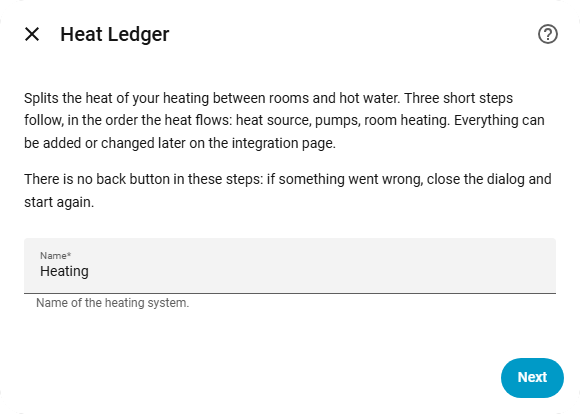 Heat Ledger
Splits the heat of your heating between rooms and hot water. Three short steps
follow, in the order the heat flows: heat source, pumps, room heating. Everything can
be added or changed later on the integration page.
There is no back button in these steps: if something went wrong, close the dialog and
start again.
Name*
Heating
Name of the heating system.
Next